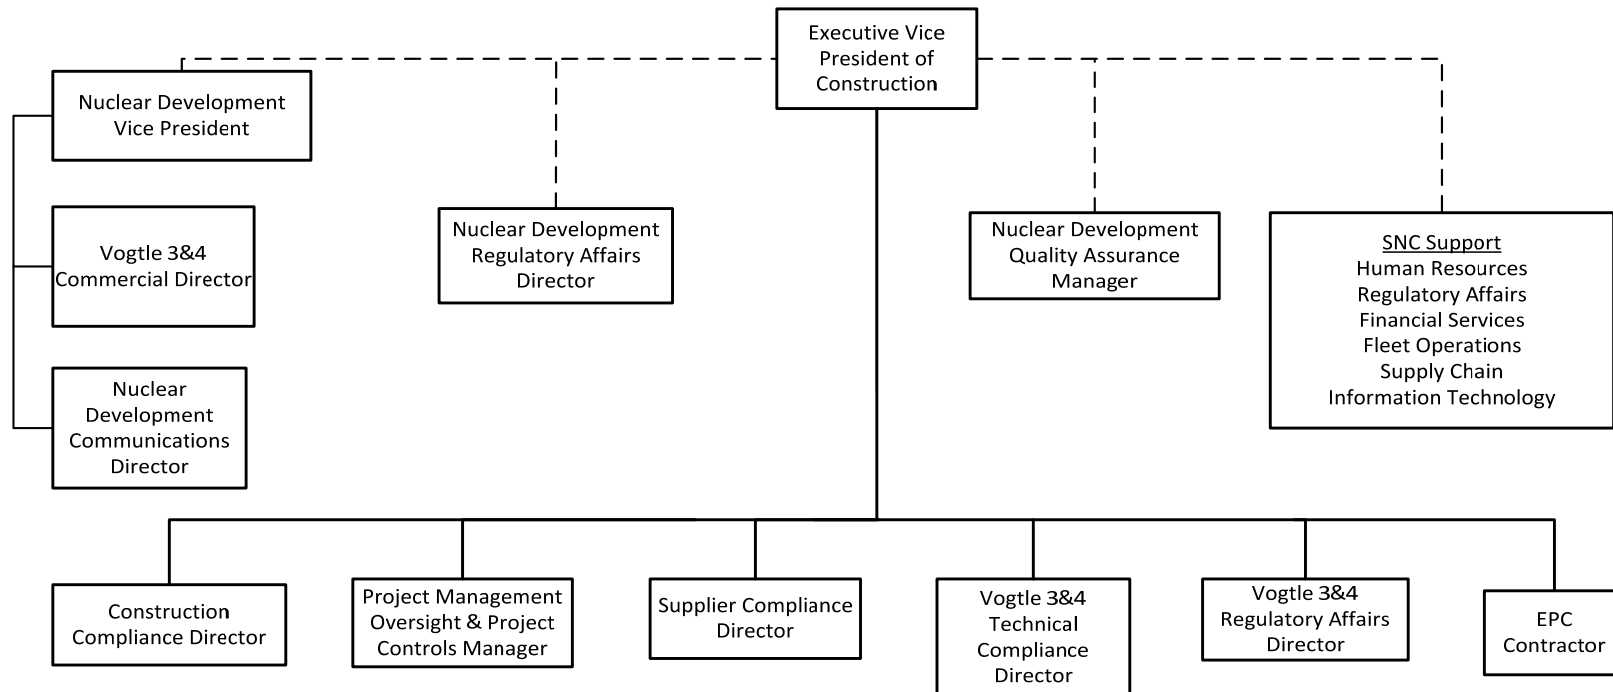 Executive Vice
President of
Construction
Nuclear Development
Vice President
Vogtle 3&4
Commercial Director
Nuclear
Development
Communications
Director
Nuclear Development
Regulatory Affairs
Director
Nuclear Development
Quality Assurance
Manager
SNC Support
Human Resources
Regulatory Affairs
Financial Services
Fleet Operations
Supply Chain
Information Technology
Construction
Compliance Director
Project Management
Oversight & Project
Controls Manager
Supplier Compliance
Director
Vogtle 3&4
Technical
Compliance
Director
Vogtle 3&4
Regulatory Affairs
Director
EPC
Contractor